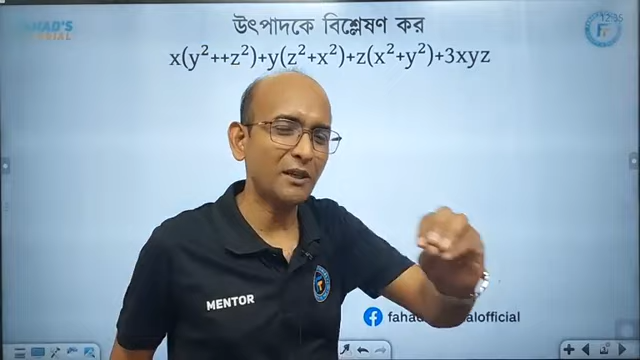 উৎপাদকে বিশ্লেষণ কর
x(y²++z²)+y(z²+x²)+z(x²+y²)+3xyz
MENTOR